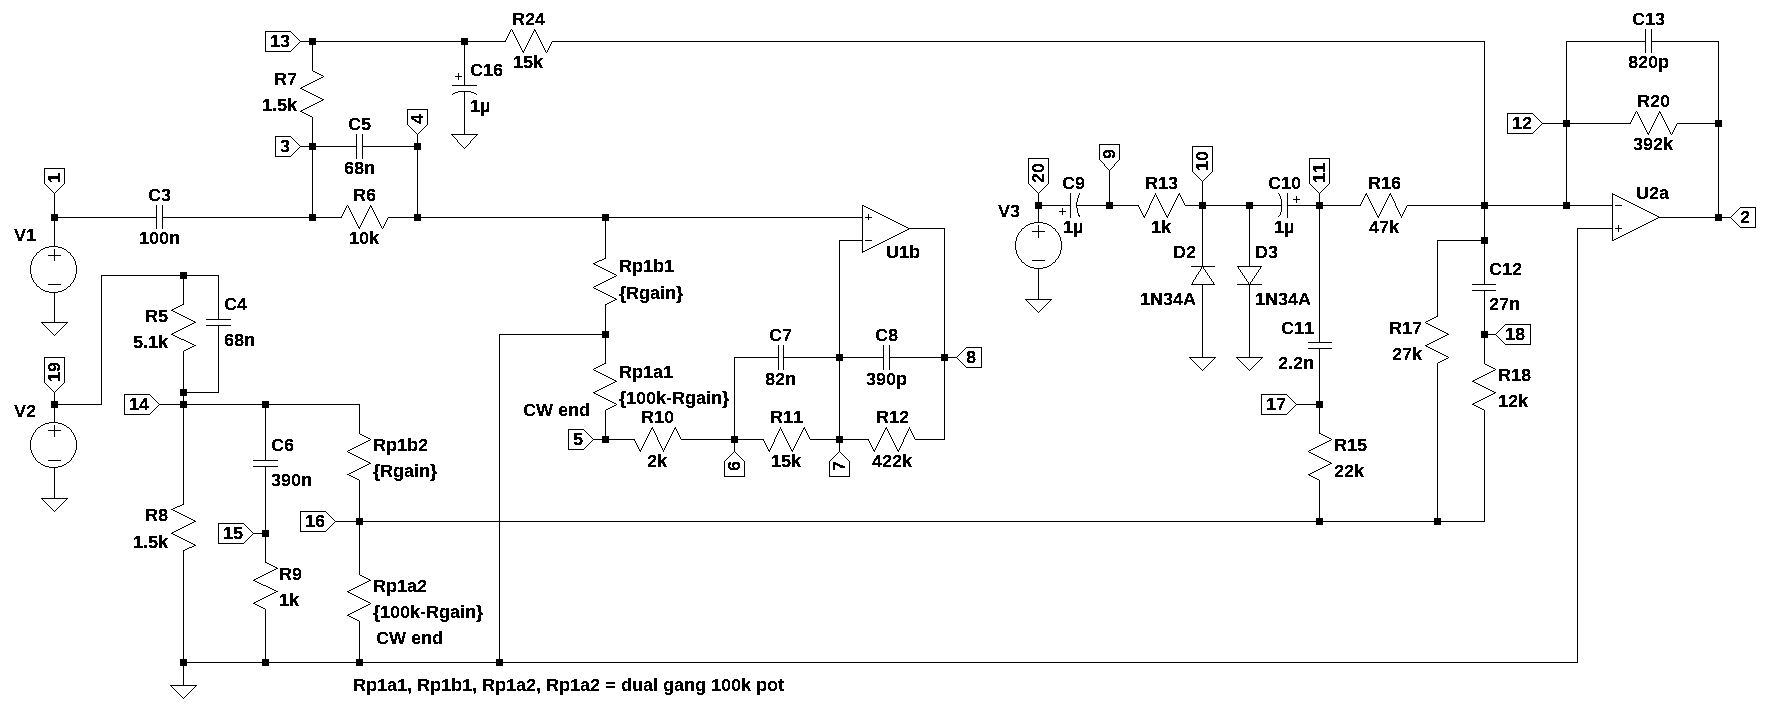 R24
13
15k
C16
1µ
R7
1.5k
4
C5
3
68n
1
C3
R6
100n
10k
V1
R5
5.1k
C4
68n
19
V2
14
C6
390n
Rp1b2
{Rgain}
R8
1.5k
15
16
R9
1k
Rp1a2
{100k-Rgain}
CW end
Rp1b1
{Rgain}
U1b
Rp1a1
{100k-Rgain}
CW end
C7
82n
C8
390p
8
5
R10
2k
R11
15k
R12
422k
6
7
20
V3
C9
1µ
9
R13
1k
10
C10
1µ
11
R16
47k
D2
1N34A
D3
1N34A
C11
2.2n
17
R15
22k
R17
27k
C12
27n
18
R18
12k
C13
820p
R20
392k
12
U2a
2
Rp1a1, Rp1b1, Rp1a2, Rp1a2 = dual gang 100k pot